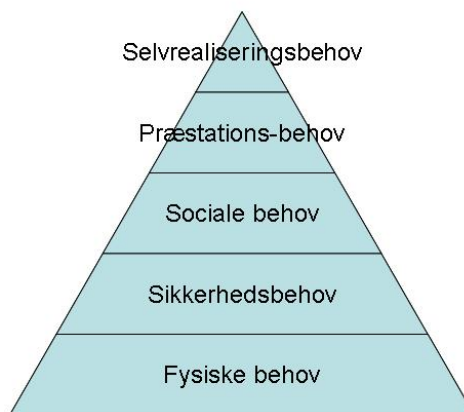 Selvrealiseringsbehov
Præstations-behov
Sociale behov
Sikkerhedsbehov
Fysiske behov